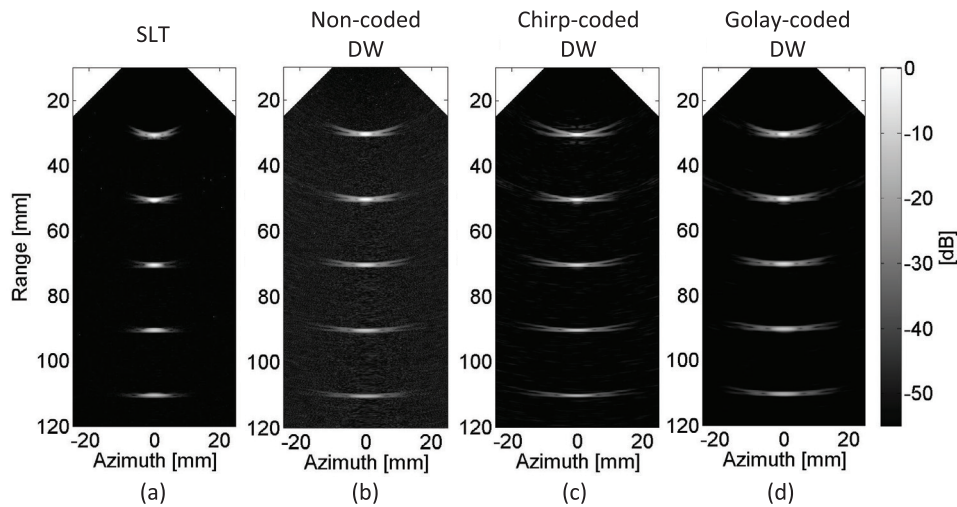 SLT
Non-coded
DW
Chirp-coded
DW
Golay-coded
DW
Range [mm]
20
40
60
80
100
120
-20 0 20
Azimuth [mm]
(a)
20
40
60
80
100
120
-20 0 20
Azimuth [mm]
(b)
20
40
60
80
100
120
-20 0 20
Azimuth [mm]
(c)
20
40
60
80
100
120
-20 0 20
Azimuth [mm]
(d)
0
-10
-20
-30
-40
-50
[dB]